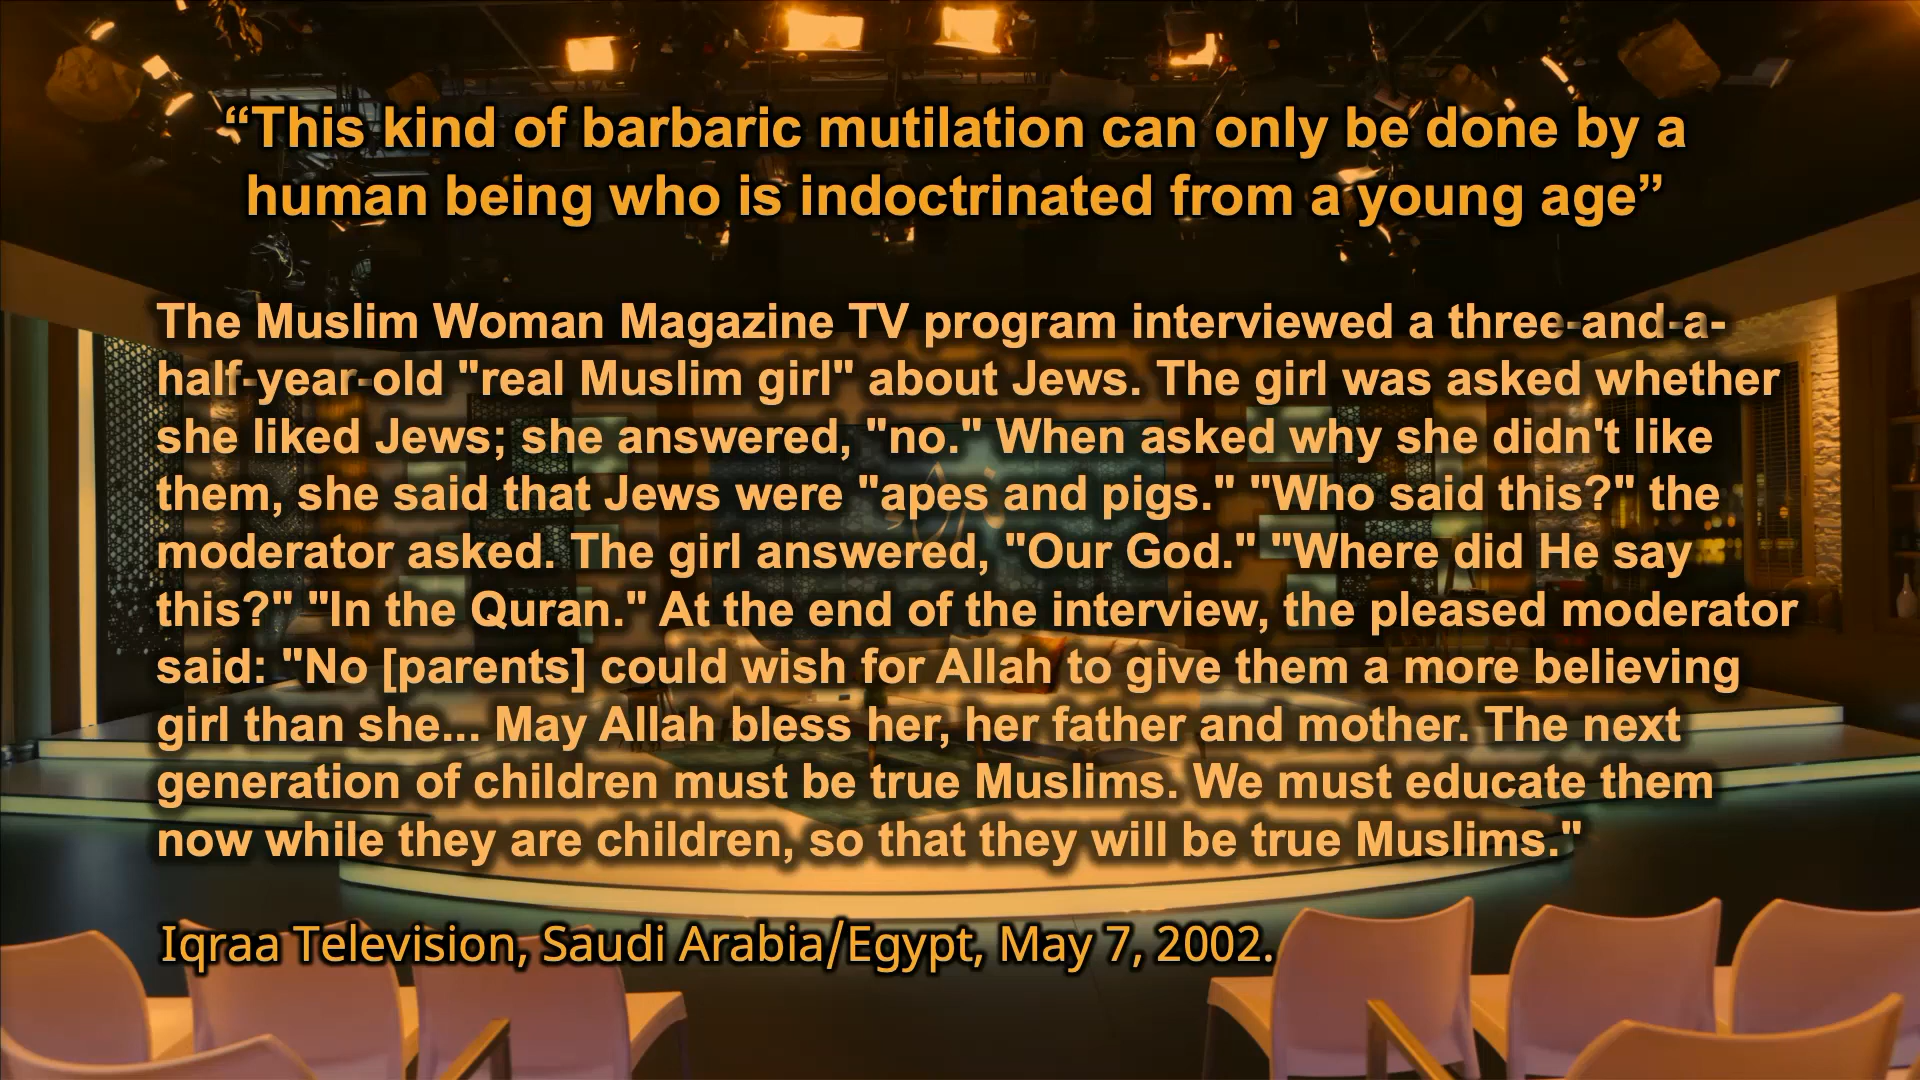 “This kind of barbaric mutilation can only be done by a
human being who is indoctrinated from a young age”
The Muslim Woman Magazine TV program interviewed a three-and-a-
half-year-old "real Muslim girl" about Jews. The girl was asked whether
she liked Jews; she answered, "no." When asked why she didn't like
them, she said that Jews were "apes and pigs." "Who said this?" the
moderator asked. The girl answered, "Our God." "Where did He say
this?" "In the Quran." At the end of the interview, the pleased moderator
said: "No [parents] could wish for Allah to give them a more believing
girl than she... May Allah bless her, her father and mother. The next
generation of children must be true Muslims. We must educate them
now while they are children, so that they will be true Muslims."
Iqraa Television, Saudi Arabia/Egypt, May 7, 2002.